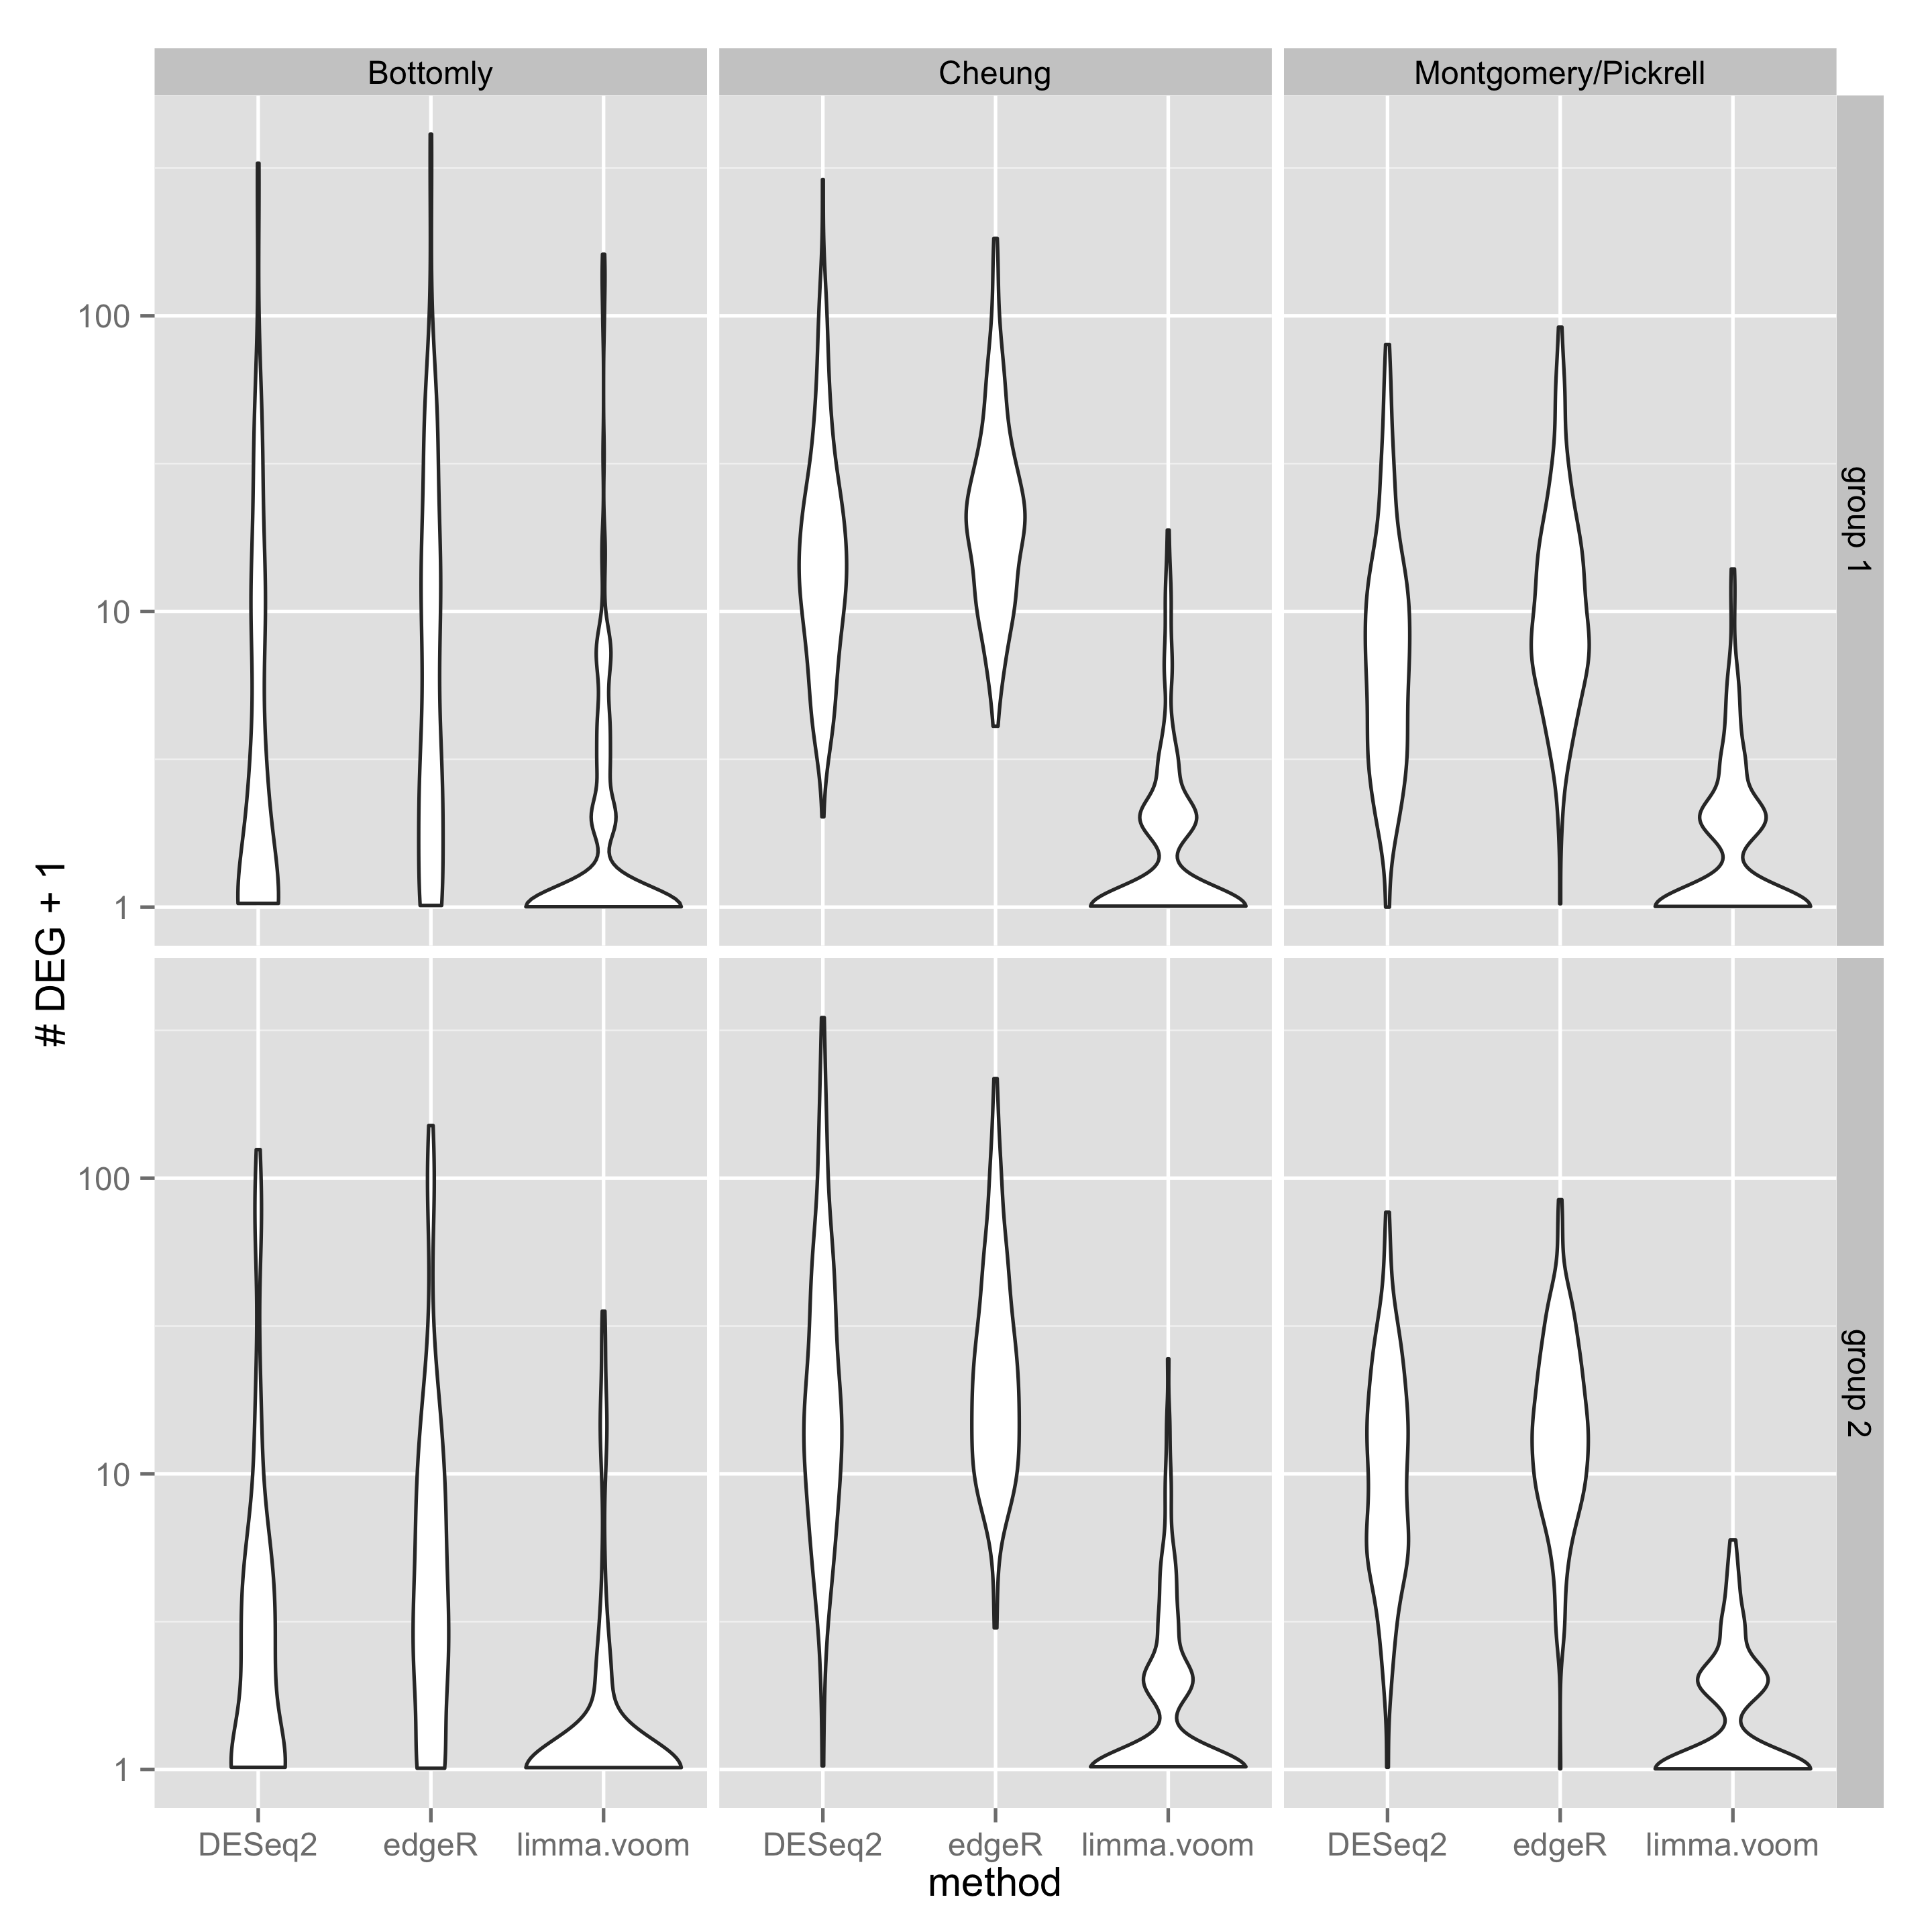 Bottomly Cheung Montgomery/Pickrell
# DEG + 1
100
10
1
group 1
100
10
1
group 2
DESeq2 edgeR limma.voom DESeq2 edgeR limma.voom DESeq2 edgeR limma.voom
method